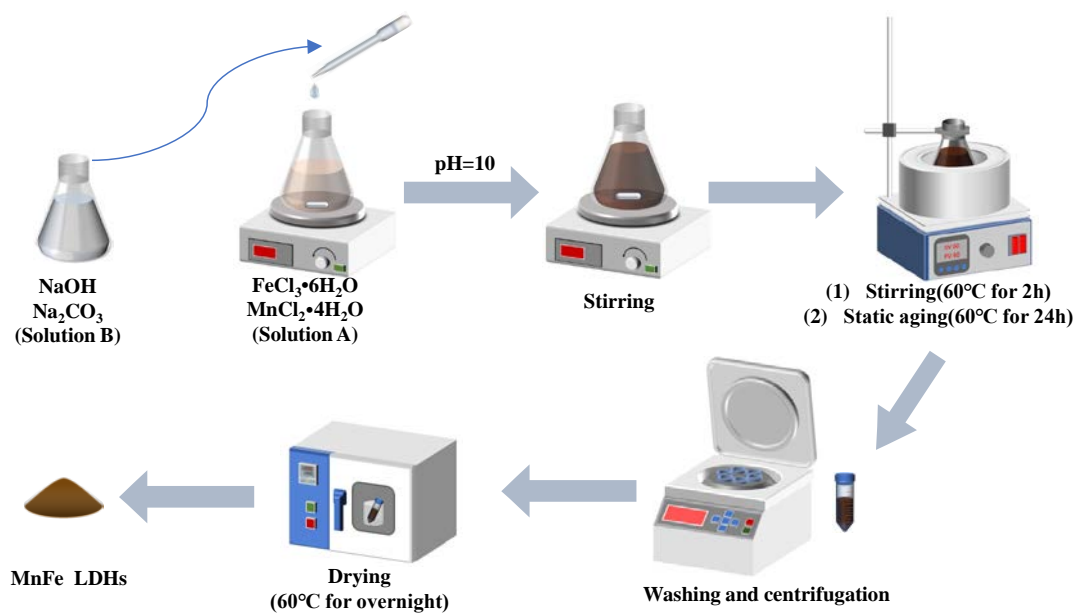 pH=10
NaOH
Na₂CO₃
(Solution B)
FeCl₃•6H₂O
MnCl₂•4H₂O
(Solution A)
Stirring
(1) Stirring(60°C for 2h)
(2) Static aging(60°C for 24h)
MnFe LDHs
Drying
(60°C for overnight)
Washing and centrifugation